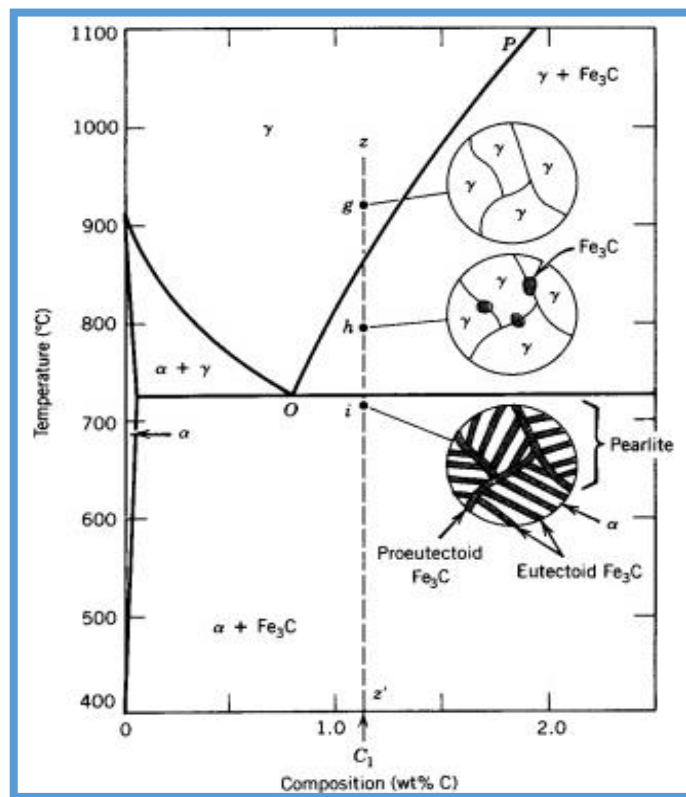 1100
P
γ + Fe₃C
1000
γ
z
γ
γ
γ
g
γ
900
Fe₃C
γ
γ
800
h
γ
γ
α + γ
Temperature (°C)
700
O
i
α
Pearlite
600
α
Proeutectoid
Fe₃C
Eutectoid Fe₃C
500
α + Fe₃C
400
z'
0
1.0
2.0
C₁
Composition (wt% C)